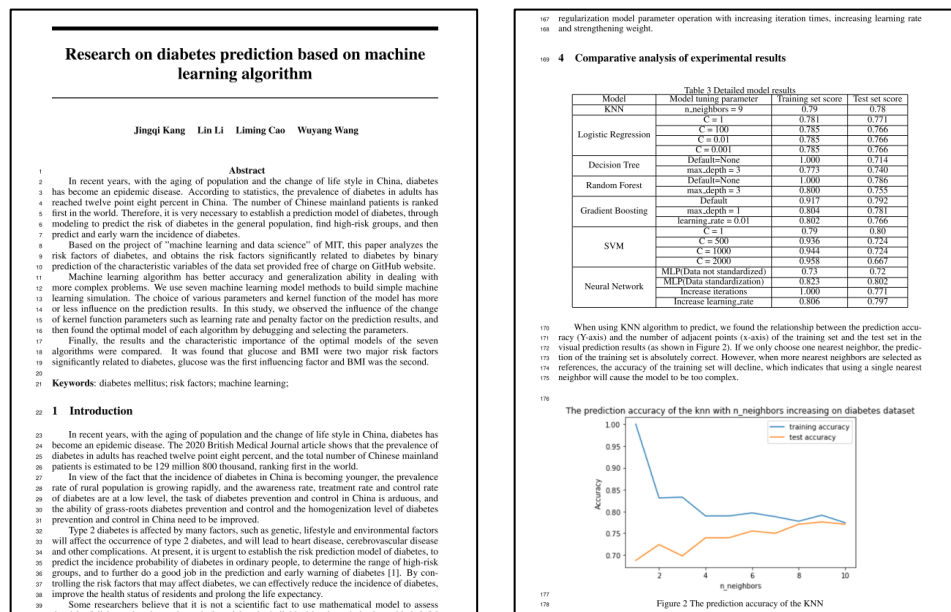 Research on diabetes prediction based on machine
learning algorithm
Jingqi Kang Lin Li Liming Cao Wuyang Wang
1 Abstract
2 In recent years, with the aging of population and the change of life style in China, diabetes
3 has become an epidemic disease. According to statistics, the prevalence of diabetes in adults has
4 reached twelve point eight percent in China. The number of Chinese mainland patients is ranked
5 first in the world. Therefore, it is very necessary to establish a prediction model of diabetes, through
6 modeling to predict the risk of diabetes in the general population, find high-risk groups, and then
7 predict and early warn the incidence of diabetes.
8 Based on the project of "machine learning and data science" of MIT, this paper analyzes the
9 risk factors of diabetes, and obtains the risk factors significantly related to diabetes by binary
10 prediction of the characteristic variables of the data set provided free of charge on GitHub website.
11 Machine learning algorithm has better accuracy and generalization ability in dealing with
12 more complex problems. We use seven machine learning model methods to build simple machine
13 learning simulation. The choice of various parameters and kernel function of the model has more
14 or less influence on the prediction results. In this study, we observed the influence of the change
15 of kernel function parameters such as learning rate and penalty factor on the prediction results, and
16 then found the optimal model of each algorithm by debugging and selecting the parameters.
17 Finally, the results and the characteristic importance of the optimal models of the seven
18 algorithms were compared. It was found that glucose and BMI were two major risk factors
19 significantly related to diabetes, glucose was the first influencing factor and BMI was the second.
20
21 Keywords: diabetes mellitus; risk factors; machine learning;
22 1 Introduction
23 In recent years, with the aging of population and the change of life style in China, diabetes has
24 become an epidemic disease. The 2020 British Medical Journal article shows that the prevalence of
25 diabetes in adults has reached twelve point eight percent, and the total number of Chinese mainland
26 patients is estimated to be 129 million 800 thousand, ranking first in the world.
27 In view of the fact that the incidence of diabetes in China is becoming younger, the prevalence
28 rate of rural population is growing rapidly, and the awareness rate, treatment rate and control rate
29 of diabetes are at a low level, the task of diabetes prevention and control in China is arduous, and
30 the ability of grass-roots diabetes prevention and control and the homogenization level of diabetes
31 prevention and control in China need to be improved.
32 Type 2 diabetes is affected by many factors, such as genetic, lifestyle and environmental factors
33 will affect the occurrence of type 2 diabetes, and will lead to heart disease, cerebrovascular disease
34 and other complications. At present, it is urgent to establish the risk prediction model of diabetes, to
35 predict the incidence probability of diabetes in ordinary people, to determine the range of high-risk
36 groups, and to further do a good job in the prediction and early warning of diabetes [1]. By con-
37 trolling the risk factors that may affect diabetes, we can effectively reduce the incidence of diabetes,
38 improve the health status of residents and prolong the life expectancy.
39 Some researchers believe that it is not a scientific fact to use mathematical model to assess
167 regularization model parameter operation with increasing iteration times, increasing learning rate
168 and strengthening weight.
169 4 Comparative analysis of experimental results
Table 3 Detailed model results
Model Model tuning parameter Training set score Test set score
KNN n_neighbors = 9 0.79 0.78
Logistic Regression C = 1 0.781 0.771
C = 100 0.785 0.766
C = 0.01 0.785 0.766
C = 0.001 0.785 0.766
Decision Tree Default=None 1.000 0.714
max_depth = 3 0.773 0.740
Random Forest Default=None 1.000 0.786
max_depth = 3 0.800 0.755
Gradient Boosting Default 0.917 0.792
max_depth = 1 0.804 0.781
learning_rate = 0.01 0.802 0.766
SVM C = 1 0.79 0.80
C = 500 0.936 0.724
C = 1000 0.944 0.724
C = 2000 0.958 0.667
Neural Network MLP(Data not standardized) 0.73 0.72
MLP(Data standardization) 0.823 0.802
Increase iterations 1.000 0.771
Increase learning_rate 0.806 0.797
170 When using KNN algorithm to predict, we found the relationship between the prediction accu-
171 racy (Y-axis) and the number of adjacent points (x-axis) of the training set and the test set in the
172 visual prediction results (as shown in Figure 2). If we only choose one nearest neighbor, the predic-
173 tion of the training set is absolutely correct. However, when more nearest neighbors are selected as
174 references, the accuracy of the training set will decline, which indicates that using a single nearest
175 neighbor will cause the model to be too complex.
176
The prediction accuracy of the knn with n_neighbors increasing on diabetes dataset
training accuracy
test accuracy
1.00
0.95
0.90
0.85
0.80
0.75
0.70
Accuracy
2 4 6 8 10
n_neighbors
177
178 Figure 2 The prediction accuracy of the KNN